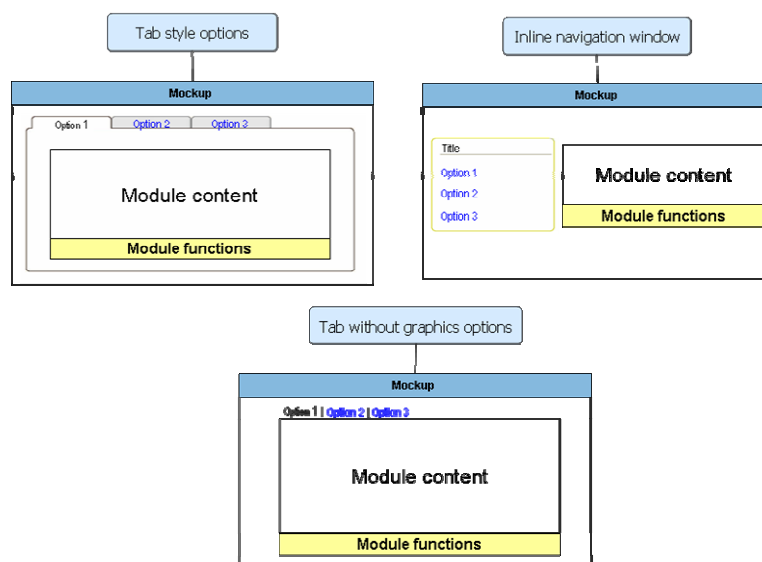 Tab style options
Mockup
Option 1
Option 2
Option 3
Module content
Module functions
Inline navigation window
Mockup
Title
Option 1
Option 2
Option 3
Module content
Module functions
Tab without graphics options
Mockup
Option 1 | Option 2 | Option 3
Module content
Module functions